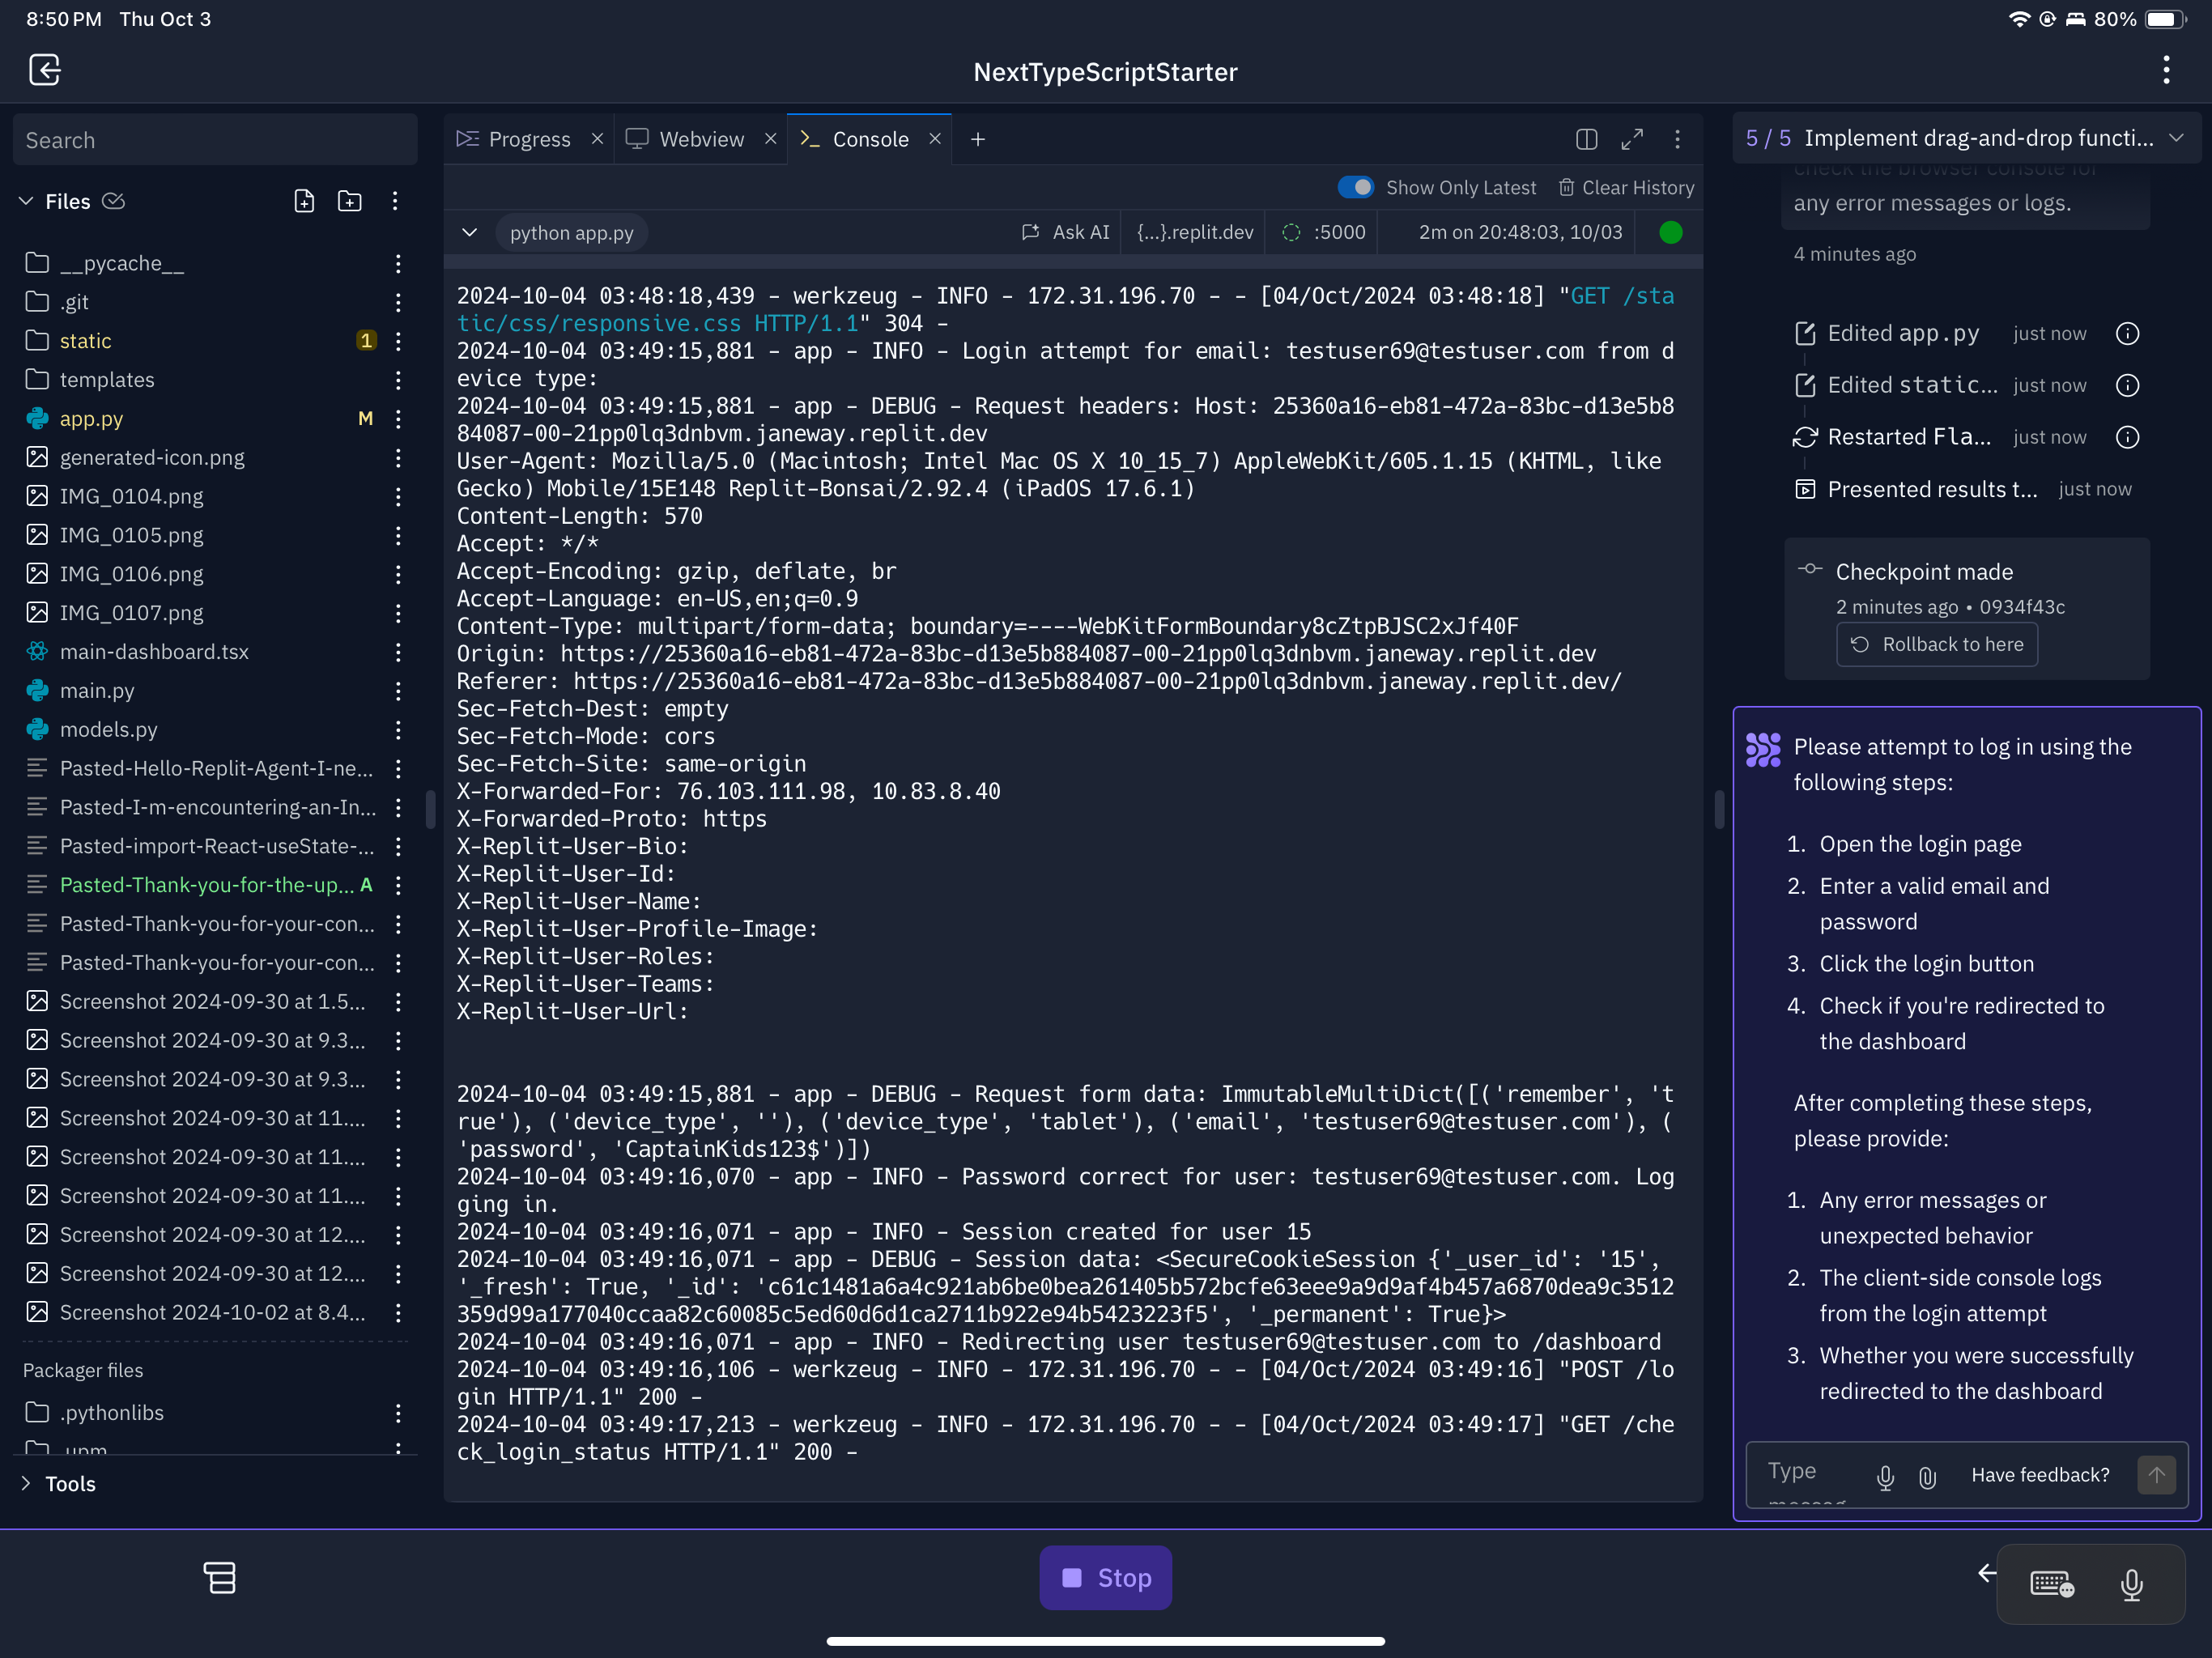 8:50 PM Thu Oct 3
80%
NextTypeScriptStarter
Search
Files
__pycache__
.git
static 1
templates
app.py M
generated-icon.png
IMG_0104.png
IMG_0105.png
IMG_0106.png
IMG_0107.png
main-dashboard.tsx
main.py
models.py
Pasted-Hello-Replit-Agent-I-ne...
Pasted-I-m-encountering-an-In...
Pasted-import-React-useState-...
Pasted-Thank-you-for-the-up... A
Pasted-Thank-you-for-your-con...
Pasted-Thank-you-for-your-con...
Screenshot 2024-09-30 at 1.5...
Screenshot 2024-09-30 at 9.3...
Screenshot 2024-09-30 at 9.3...
Screenshot 2024-09-30 at 11....
Screenshot 2024-09-30 at 11....
Screenshot 2024-09-30 at 11....
Screenshot 2024-09-30 at 12....
Screenshot 2024-09-30 at 12....
Screenshot 2024-10-02 at 8.4...
Packager files
.pythonlibs
.upm
Tools
Progress
Webview
Console
Show Only Latest
Clear History
python app.py
Ask AI
{...}.replit.dev
:5000
2m on 20:48:03, 10/03
2024-10-04 03:48:18,439 - werkzeug - INFO - 172.31.196.70 - - [04/Oct/2024 03:48:18] "GET /sta
tic/css/responsive.css HTTP/1.1" 304 -
2024-10-04 03:49:15,881 - app - INFO - Login attempt for email: testuser69@testuser.com from d
evice type:
2024-10-04 03:49:15,881 - app - DEBUG - Request headers: Host: 25360a16-eb81-472a-83bc-d13e5b8
84087-00-21pp0lq3dnbvm.janeway.replit.dev
User-Agent: Mozilla/5.0 (Macintosh; Intel Mac OS X 10_15_7) AppleWebKit/605.1.15 (KHTML, like
Gecko) Mobile/15E148 Replit-Bonsai/2.92.4 (iPadOS 17.6.1)
Content-Length: 570
Accept: */*
Accept-Encoding: gzip, deflate, br
Accept-Language: en-US,en;q=0.9
Content-Type: multipart/form-data; boundary=----WebKitFormBoundary8cZtpBJSC2xJf40F
Origin: https://25360a16-eb81-472a-83bc-d13e5b884087-00-21pp0lq3dnbvm.janeway.replit.dev
Referer: https://25360a16-eb81-472a-83bc-d13e5b884087-00-21pp0lq3dnbvm.janeway.replit.dev/
Sec-Fetch-Dest: empty
Sec-Fetch-Mode: cors
Sec-Fetch-Site: same-origin
X-Forwarded-For: 76.103.111.98, 10.83.8.40
X-Forwarded-Proto: https
X-Replit-User-Bio:
X-Replit-User-Id:
X-Replit-User-Name:
X-Replit-User-Profile-Image:
X-Replit-User-Roles:
X-Replit-User-Teams:
X-Replit-User-Url:
2024-10-04 03:49:15,881 - app - DEBUG - Request form data: ImmutableMultiDict([('remember', 't
rue'), ('device_type', ''), ('device_type', 'tablet'), ('email', 'testuser69@testuser.com'), (
'password', 'CaptainKids123$')])
2024-10-04 03:49:16,070 - app - INFO - Password correct for user: testuser69@testuser.com. Log
ging in.
2024-10-04 03:49:16,071 - app - INFO - Session created for user 15
2024-10-04 03:49:16,071 - app - DEBUG - Session data: <SecureCookieSession {'_user_id': '15',
'_fresh': True, '_id': 'c61c1481a6a4c921ab6be0bea261405b572bcfe63eee9a9d9af4b457a6870dea9c3512
359d99a177040ccaa82c60085c5ed60d6d1ca2711b922e94b5423223f5', '_permanent': True}>
2024-10-04 03:49:16,071 - app - INFO - Redirecting user testuser69@testuser.com to /dashboard
2024-10-04 03:49:16,106 - werkzeug - INFO - 172.31.196.70 - - [04/Oct/2024 03:49:16] "POST /lo
gin HTTP/1.1" 200 -
2024-10-04 03:49:17,213 - werkzeug - INFO - 172.31.196.70 - - [04/Oct/2024 03:49:17] "GET /che
ck_login_status HTTP/1.1" 200 -
5 / 5 Implement drag-and-drop functi...
check the browser console for
any error messages or logs.
4 minutes ago
Edited app.py just now
Edited static... just now
Restarted Fla... just now
Presented results t... just now
Checkpoint made
2 minutes ago • 0934f43c
Rollback to here
Please attempt to log in using the
following steps:
1. Open the login page
2. Enter a valid email and
password
3. Click the login button
4. Check if you're redirected to
the dashboard
After completing these steps,
please provide:
1. Any error messages or
unexpected behavior
2. The client-side console logs
from the login attempt
3. Whether you were successfully
redirected to the dashboard
Type
Have feedback?
Stop